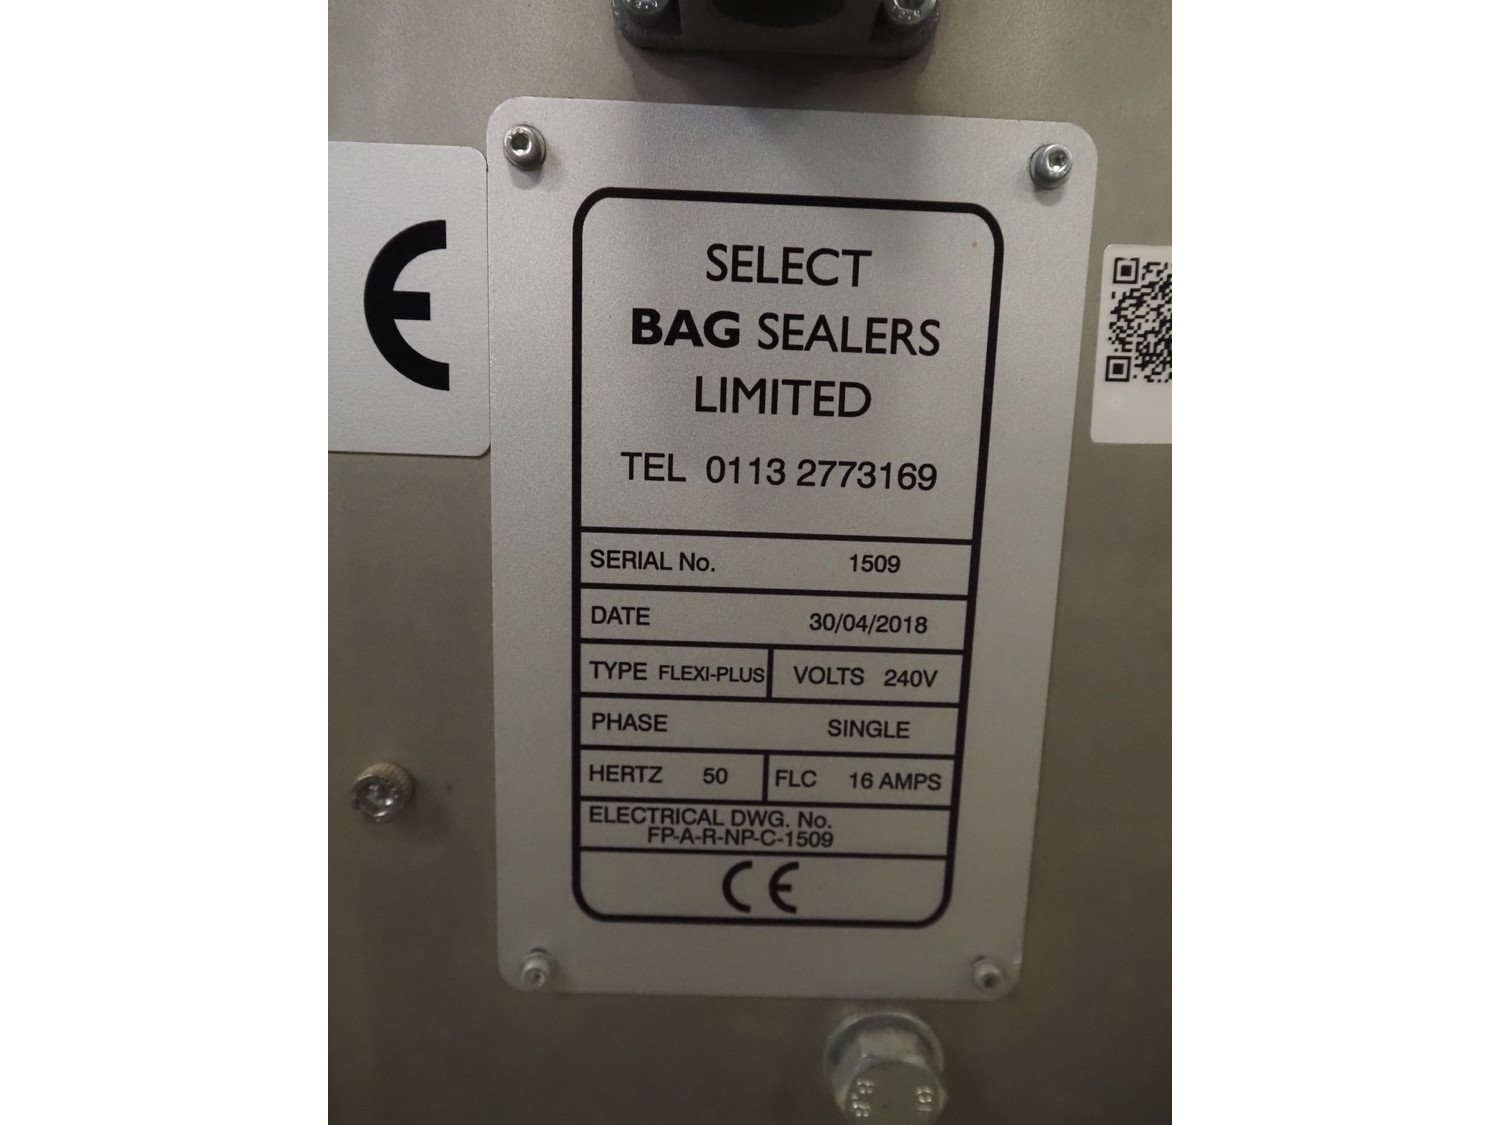 SELECT
BAG SEALERS
LIMITED
TEL 0113 2773169
SERIAL No. 1509
DATE 30/04/2018
TYPE FLEXI-PLUS VOLTS 240V
PHASE SINGLE
HERTZ 50 FLC 16 AMPS
ELECTRICAL DWG. No.
FP-A-R-NP-C-1509
CE